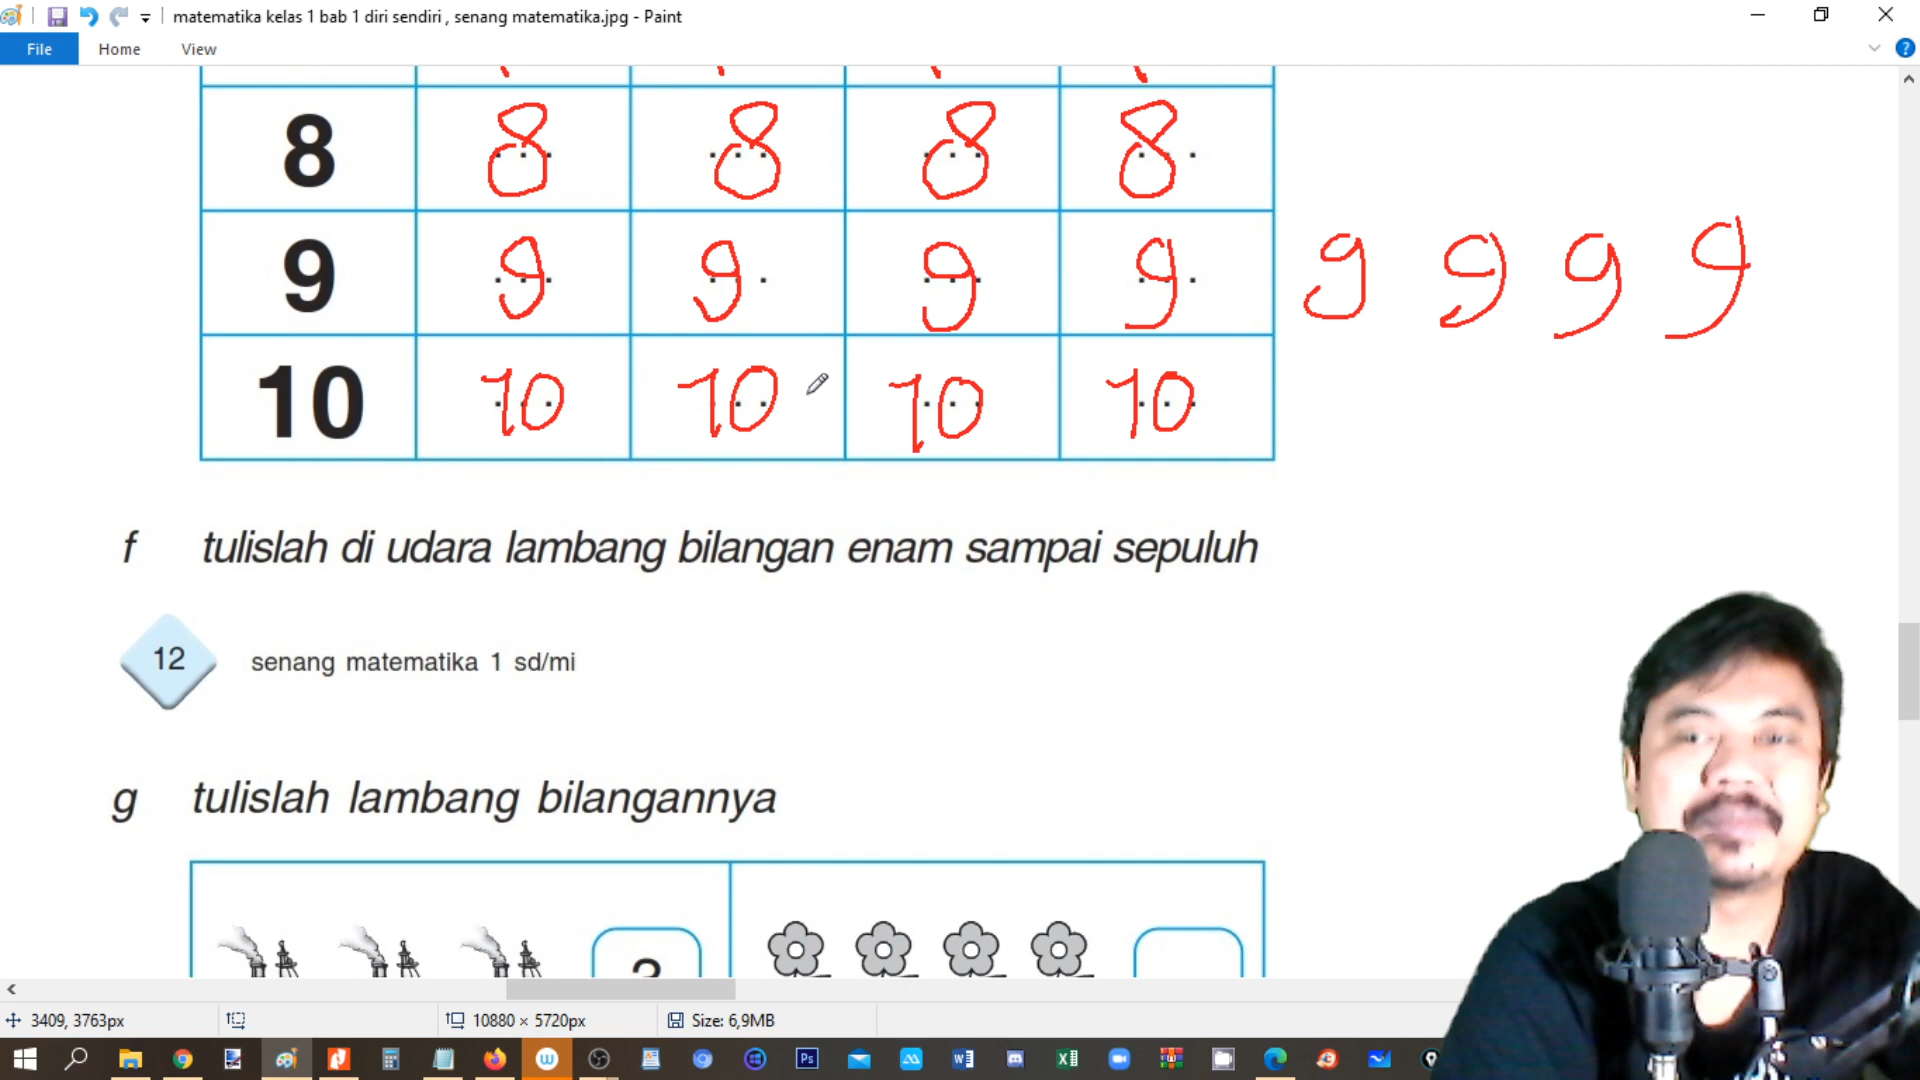 matematika kelas 1 bab 1 diri sendiri , senang matematika.jpg - Paint
File Home View
8 8 8 8 8
9 9 9 9 9 9 9 9 9
10 10 10 10 10
f tulislah di udara lambang bilangan enam sampai sepuluh
12 senang matematika 1 sd/mi
g tulislah lambang bilangannya
3409, 3763px 10880 × 5720px Size: 6,9MB